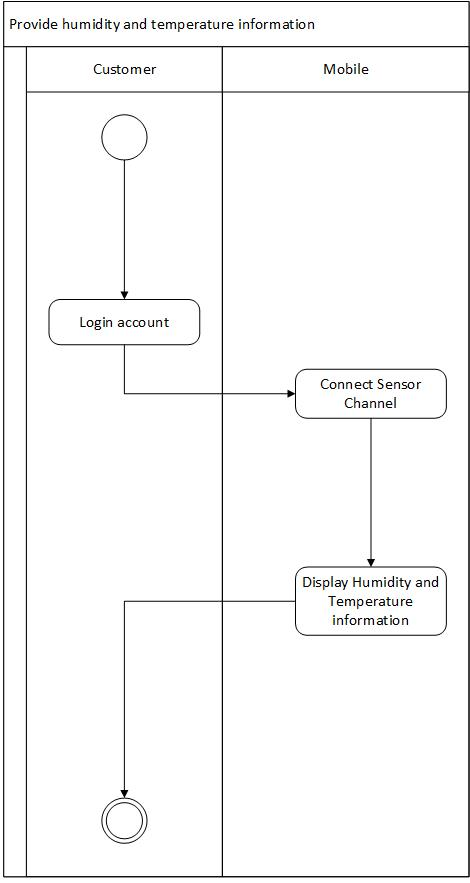 Provide humidity and temperature information
Customer
Mobile
Login account
Connect Sensor
Channel
Display Humidity and
Temperature
information